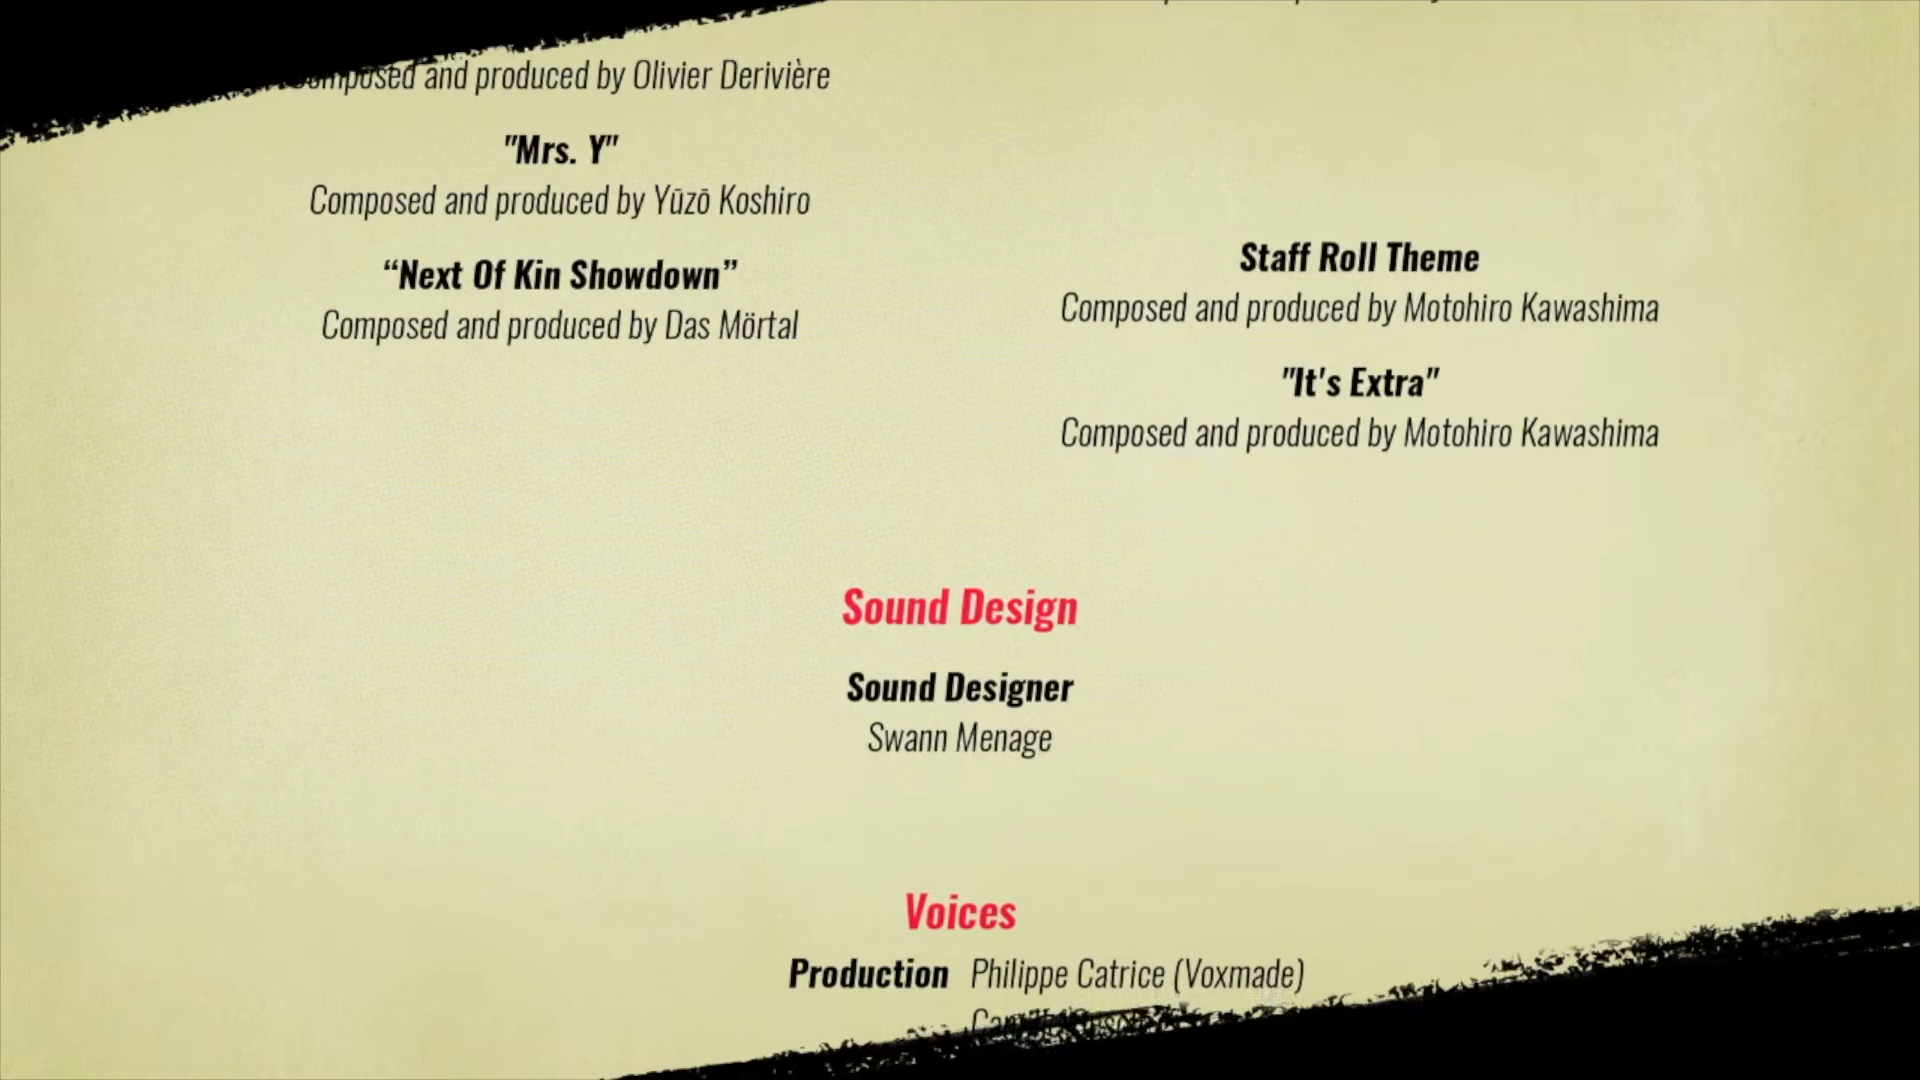 Composed and produced by Olivier Derivière
"Mrs. Y"
Composed and produced by Yūzō Koshiro
“Next Of Kin Showdown”
Composed and produced by Das Mörtal
Staff Roll Theme
Composed and produced by Motohiro Kawashima
"It's Extra"
Composed and produced by Motohiro Kawashima
Sound Design
Sound Designer
Swann Menage
Voices
Production Philippe Catrice (Voxmade)